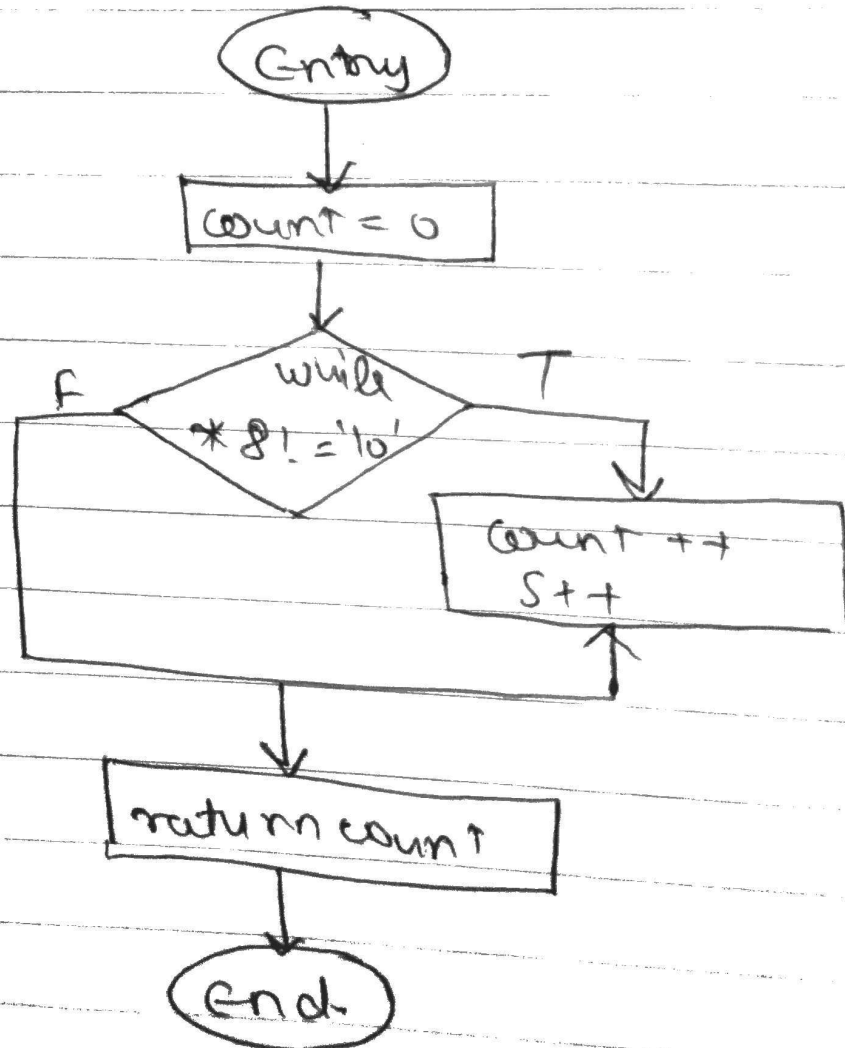 Entry
count = 0
while
F
T
*s! = '\0'
count ++
s++
return count
end.